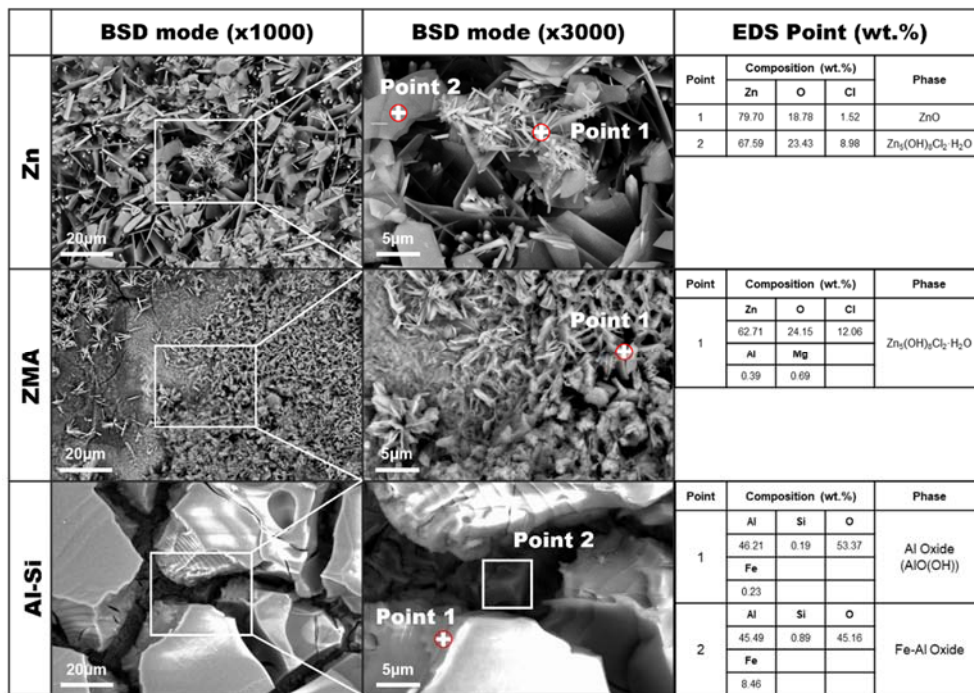 BSD mode (x1000) BSD mode (x3000) EDS Point (wt.%)
Zn
20μm
Point 2
Point 1
5μm
Point Composition (wt.%) Phase
Zn O Cl
1 79.70 18.78 1.52 ZnO
2 67.59 23.43 8.98 Zn₅(OH)₈Cl₂·H₂O
ZMA
20μm
Point 1
5μm
Point Composition (wt.%) Phase
Zn O Cl
1 62.71 24.15 12.06 Zn₅(OH)₈Cl₂·H₂O
Al Mg
0.39 0.69
Al-Si
20μm
Point 2
Point 1
5μm
Point Composition (wt.%) Phase
Al Si O
1 46.21 0.19 53.37 Al Oxide
(AlO(OH))
Fe
0.23
Al Si O
2 45.49 0.89 45.16 Fe-Al Oxide
Fe
8.46